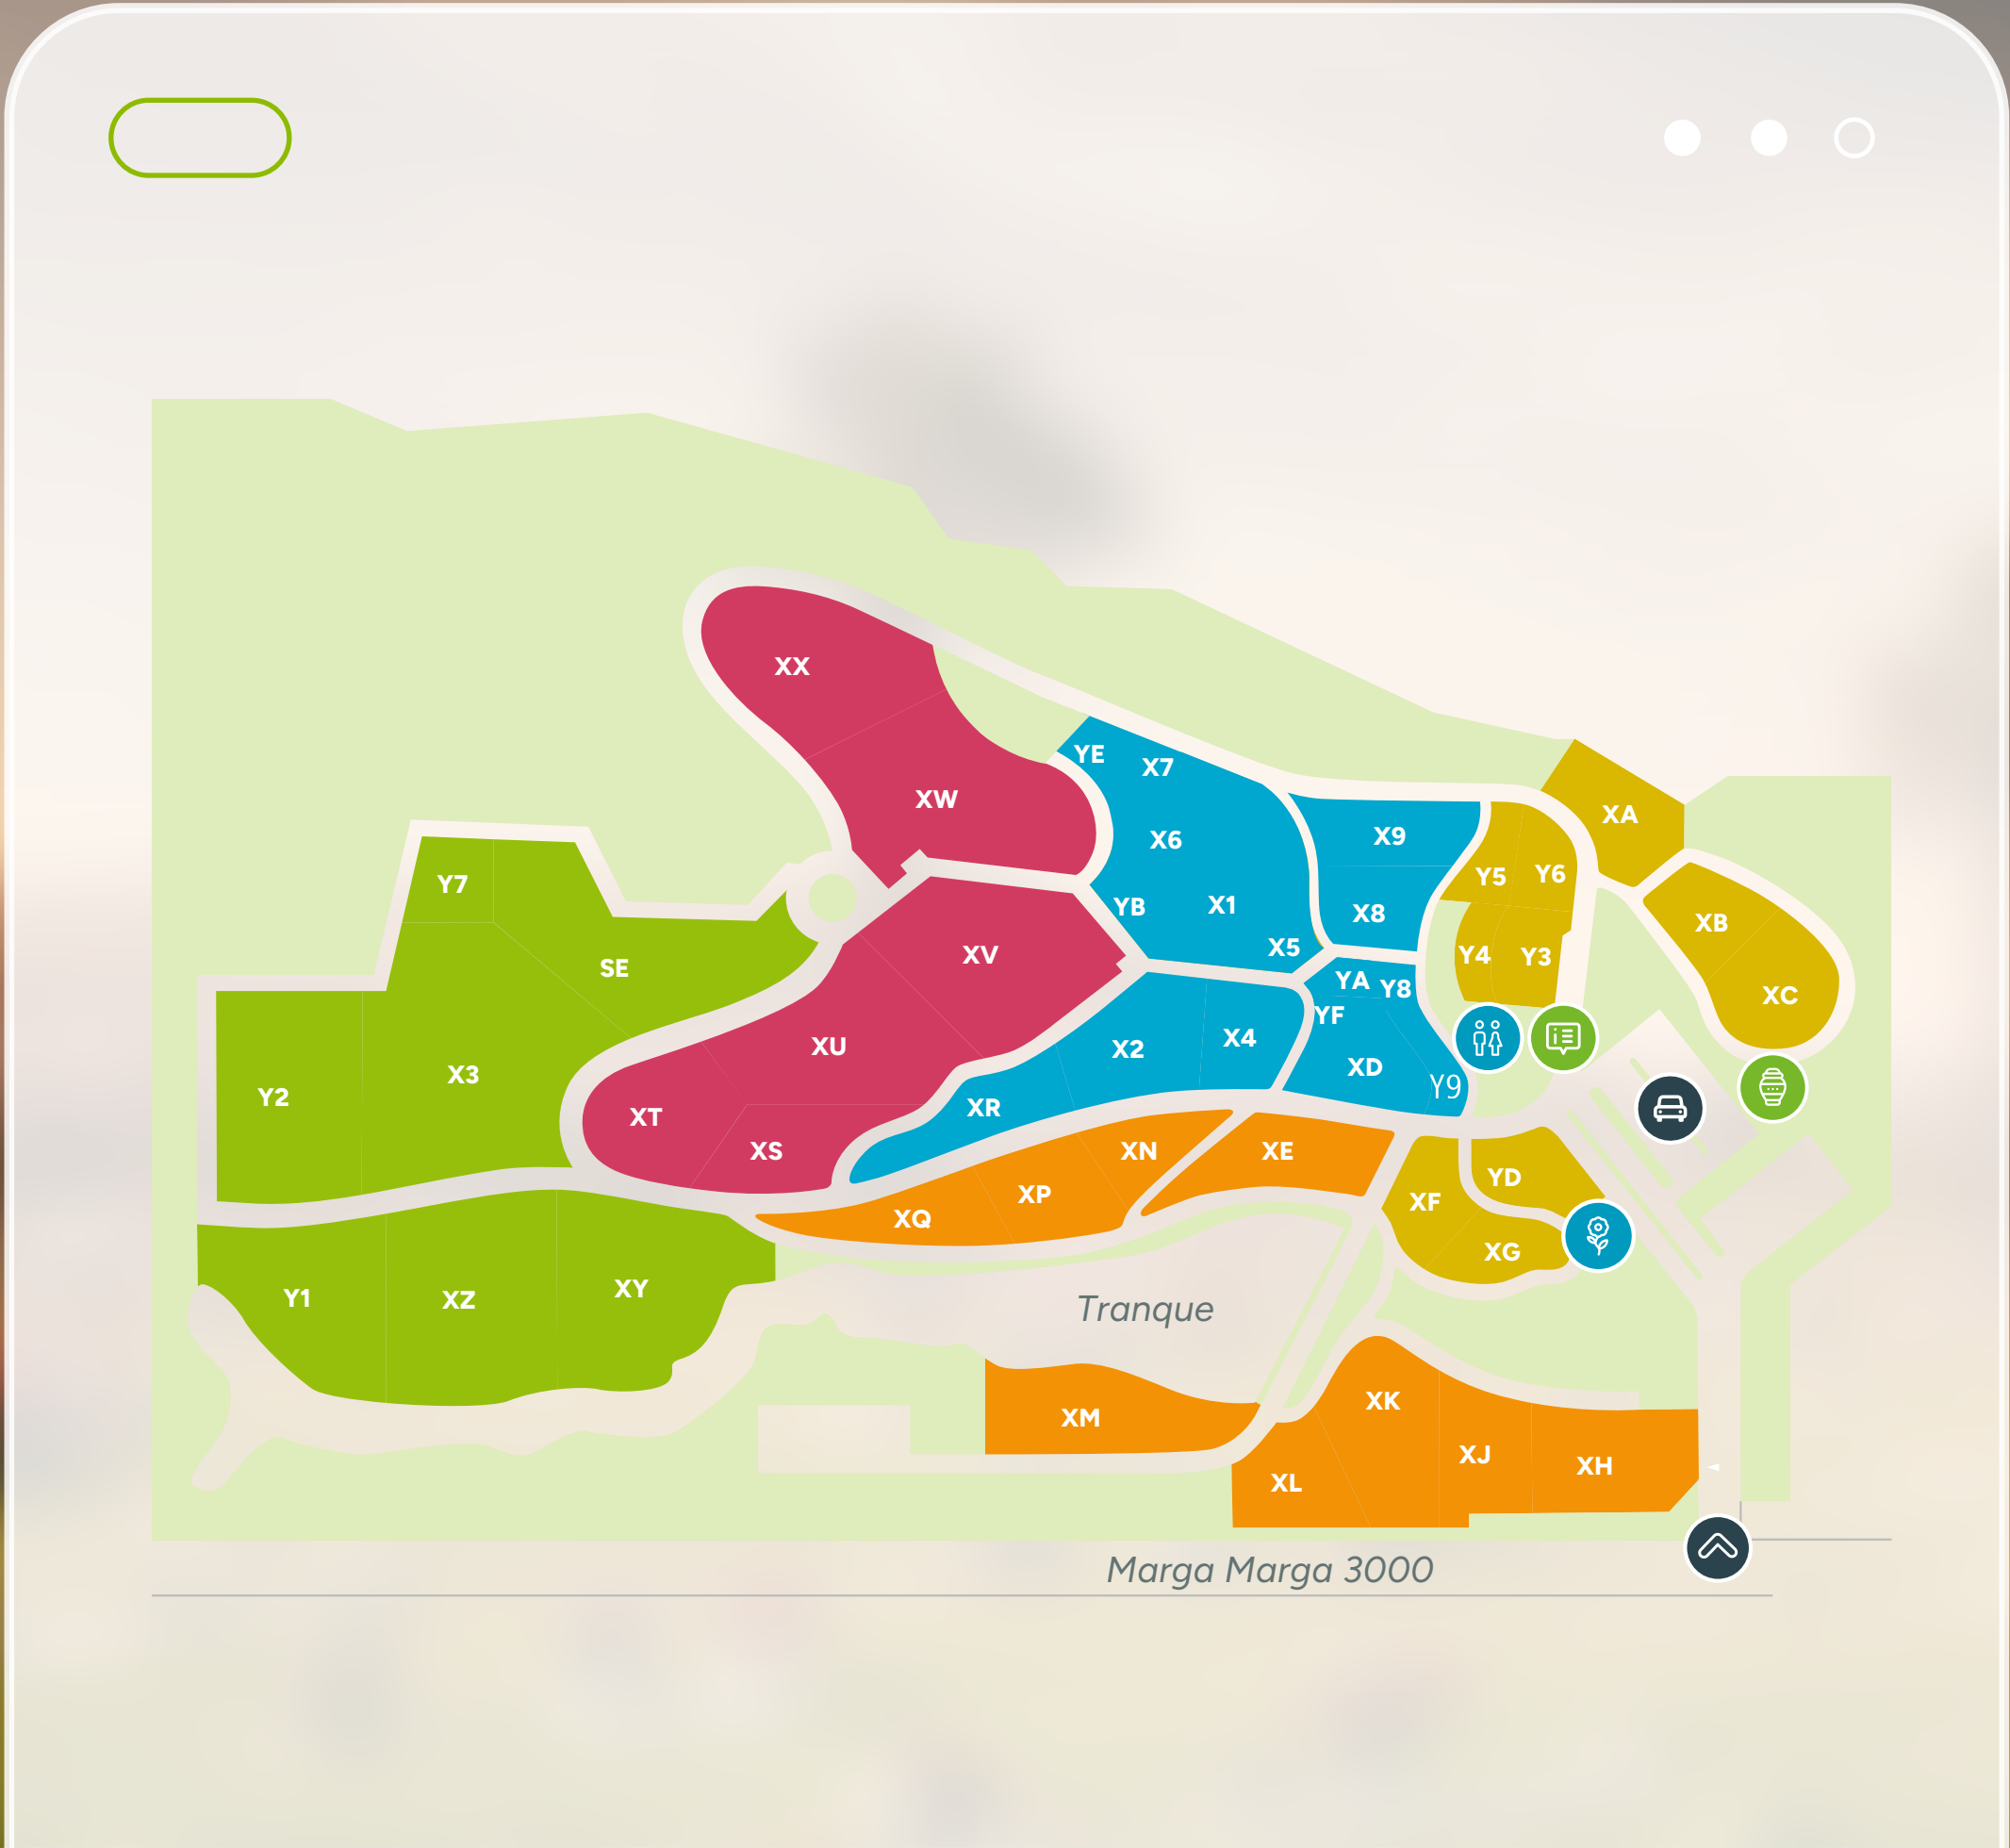 XX
YE
X7
XW
XA
X9
X6
Y5
Y6
Y7
YB
X1
X8
XB
X5
XV
Y4
Y3
SE
YA
Y8
XC
YF
X2
X4
XU
XD
Y9
X3
Y2
XR
XT
XS
XN
XE
YD
XP
XF
XQ
XG
XY
Y1
XZ
Tranque
XK
XM
XJ
XH
XL
Marga Marga 3000